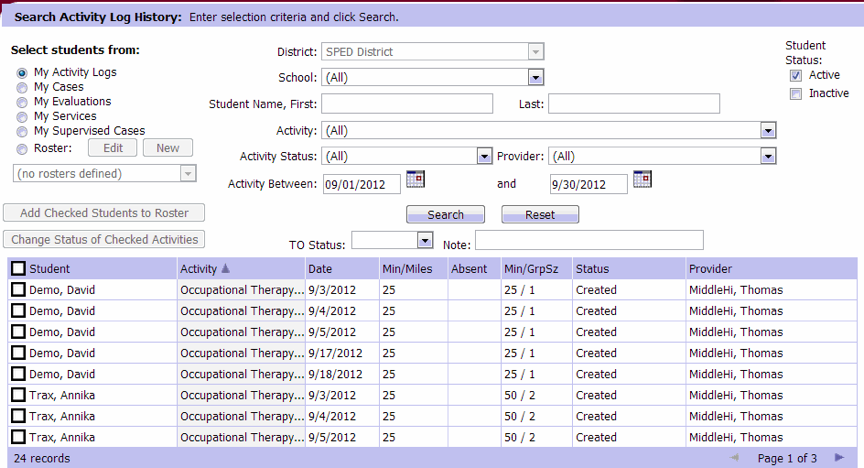 Search Activity Log History: Enter selection criteria and click Search.
Select students from:
My Activity Logs
My Cases
My Evaluations
My Services
My Supervised Cases
Roster: Edit New
(no rosters defined)
District: SPED District
School: (All)
Student Name, First: Last:
Activity: (All)
Activity Status: (All) Provider: (All)
Activity Between: 09/01/2012 and 9/30/2012
Student
Status:
Active
Inactive
Add Checked Students to Roster
Search Reset
Change Status of Checked Activities
TO Status: Note:
Student Activity Date Min/Miles Absent Min/GrpSz Status Provider
Demo, David Occupational Therapy... 9/3/2012 25 25 / 1 Created MiddleHi, Thomas
Demo, David Occupational Therapy... 9/4/2012 25 25 / 1 Created MiddleHi, Thomas
Demo, David Occupational Therapy... 9/5/2012 25 25 / 1 Created MiddleHi, Thomas
Demo, David Occupational Therapy... 9/17/2012 25 25 / 1 Created MiddleHi, Thomas
Demo, David Occupational Therapy... 9/18/2012 25 25 / 1 Created MiddleHi, Thomas
Trax, Annika Occupational Therapy... 9/3/2012 25 50 / 2 Created MiddleHi, Thomas
Trax, Annika Occupational Therapy... 9/4/2012 25 50 / 2 Created MiddleHi, Thomas
Trax, Annika Occupational Therapy... 9/5/2012 25 50 / 2 Created MiddleHi, Thomas
24 records Page 1 of 3